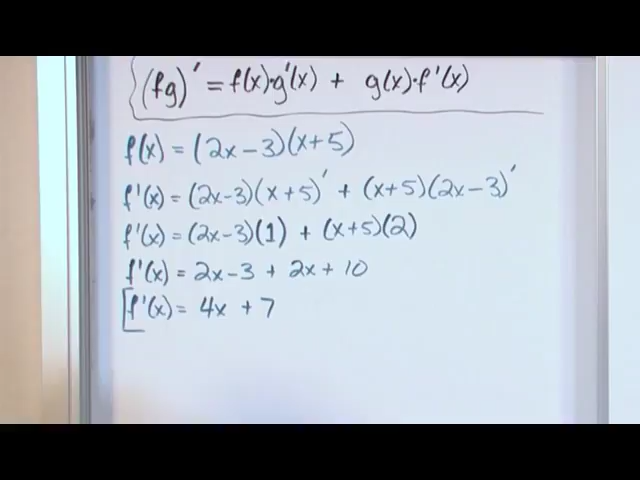 (fg)' = f(x)·g'(x) + g(x)·f'(x)
f(x) = (2x-3)(x+5)
f'(x) = (2x-3)(x+5)' + (x+5)(2x-3)'
f'(x) = (2x-3)(1) + (x+5)(2)
f'(x) = 2x-3 + 2x + 10
f'(x) = 4x + 7